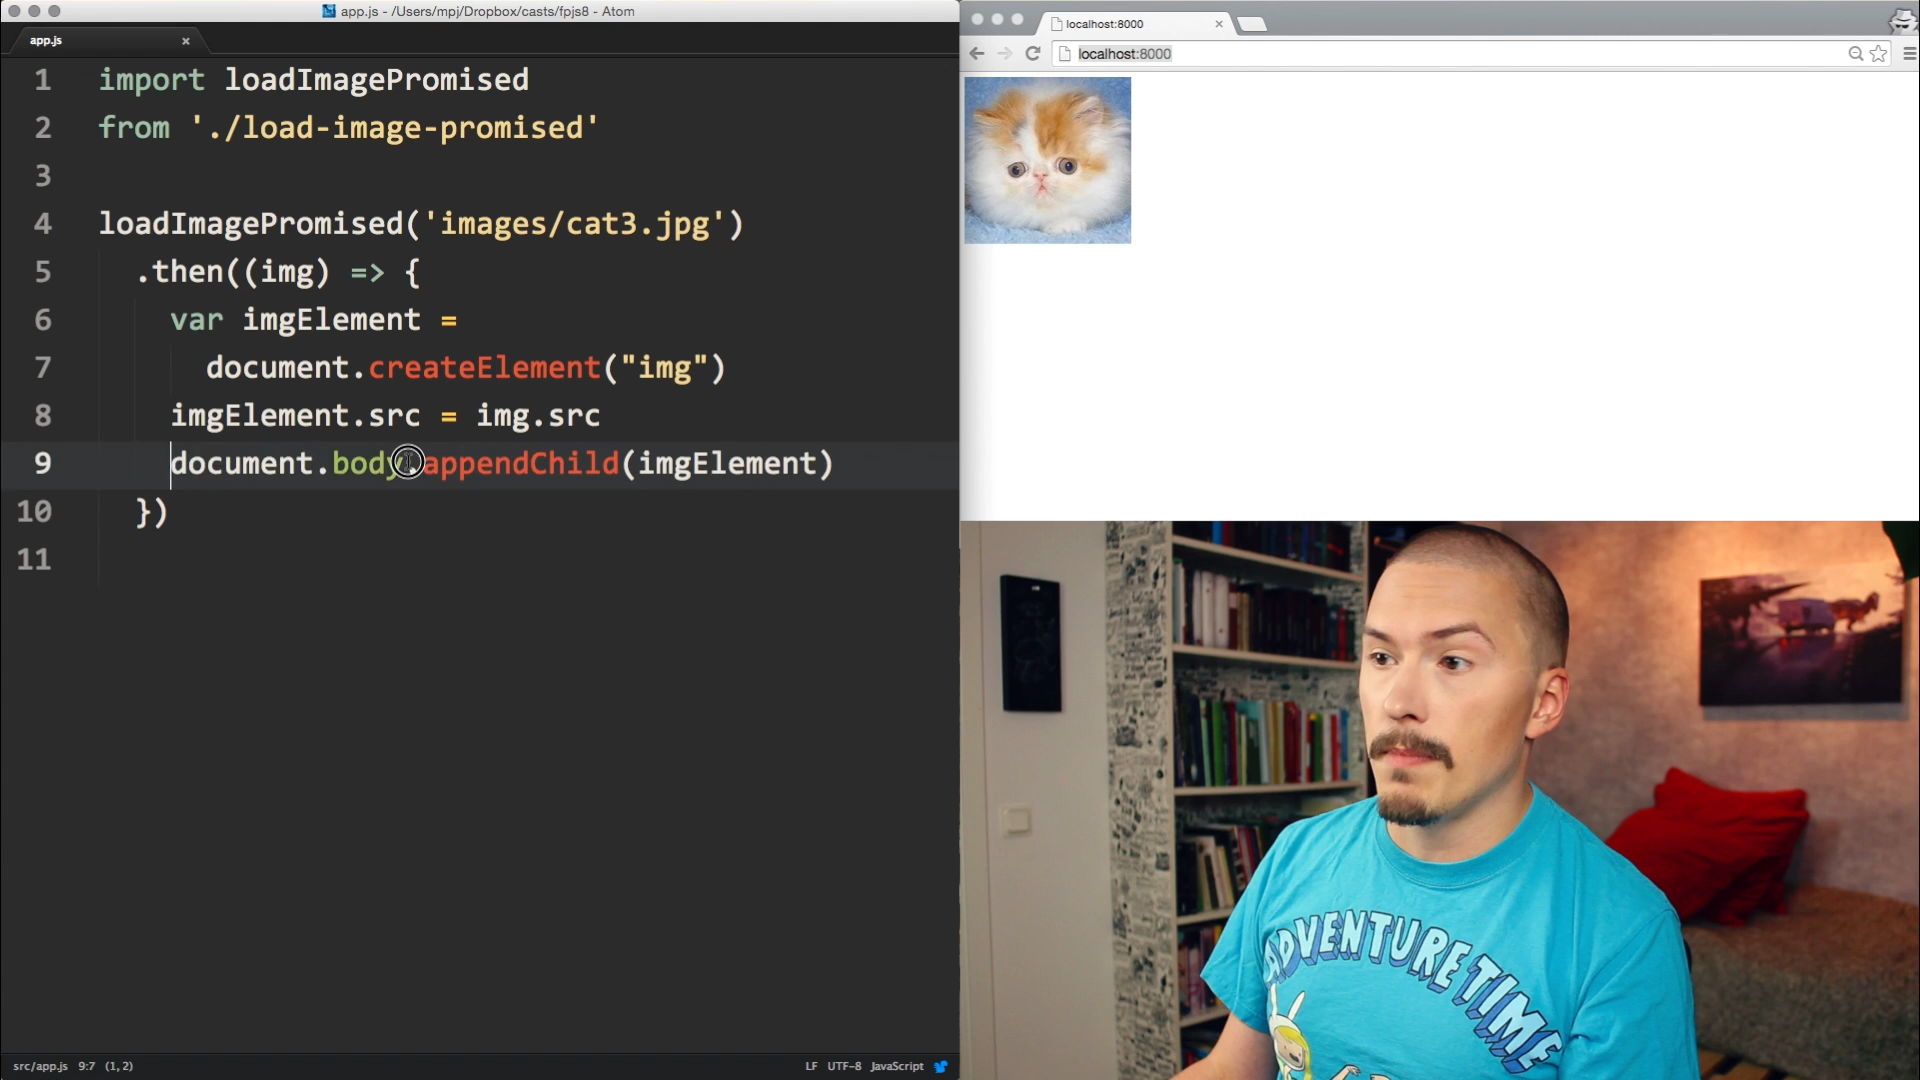 app.js - /Users/mpj/Dropbox/casts/fpjs8 - Atom
app.js
1 import loadImagePromised
2 from './load-image-promised'
3
4 loadImagePromised('images/cat3.jpg')
5 .then((img) => {
6 var imgElement =
7 document.createElement("img")
8 imgElement.src = img.src
9 document.body.appendChild(imgElement)
10 })
11
src/app.js 9:7 (1,2)
LF UTF-8 JavaScript
localhost:8000
localhost:8000
ADVENTURE TIME